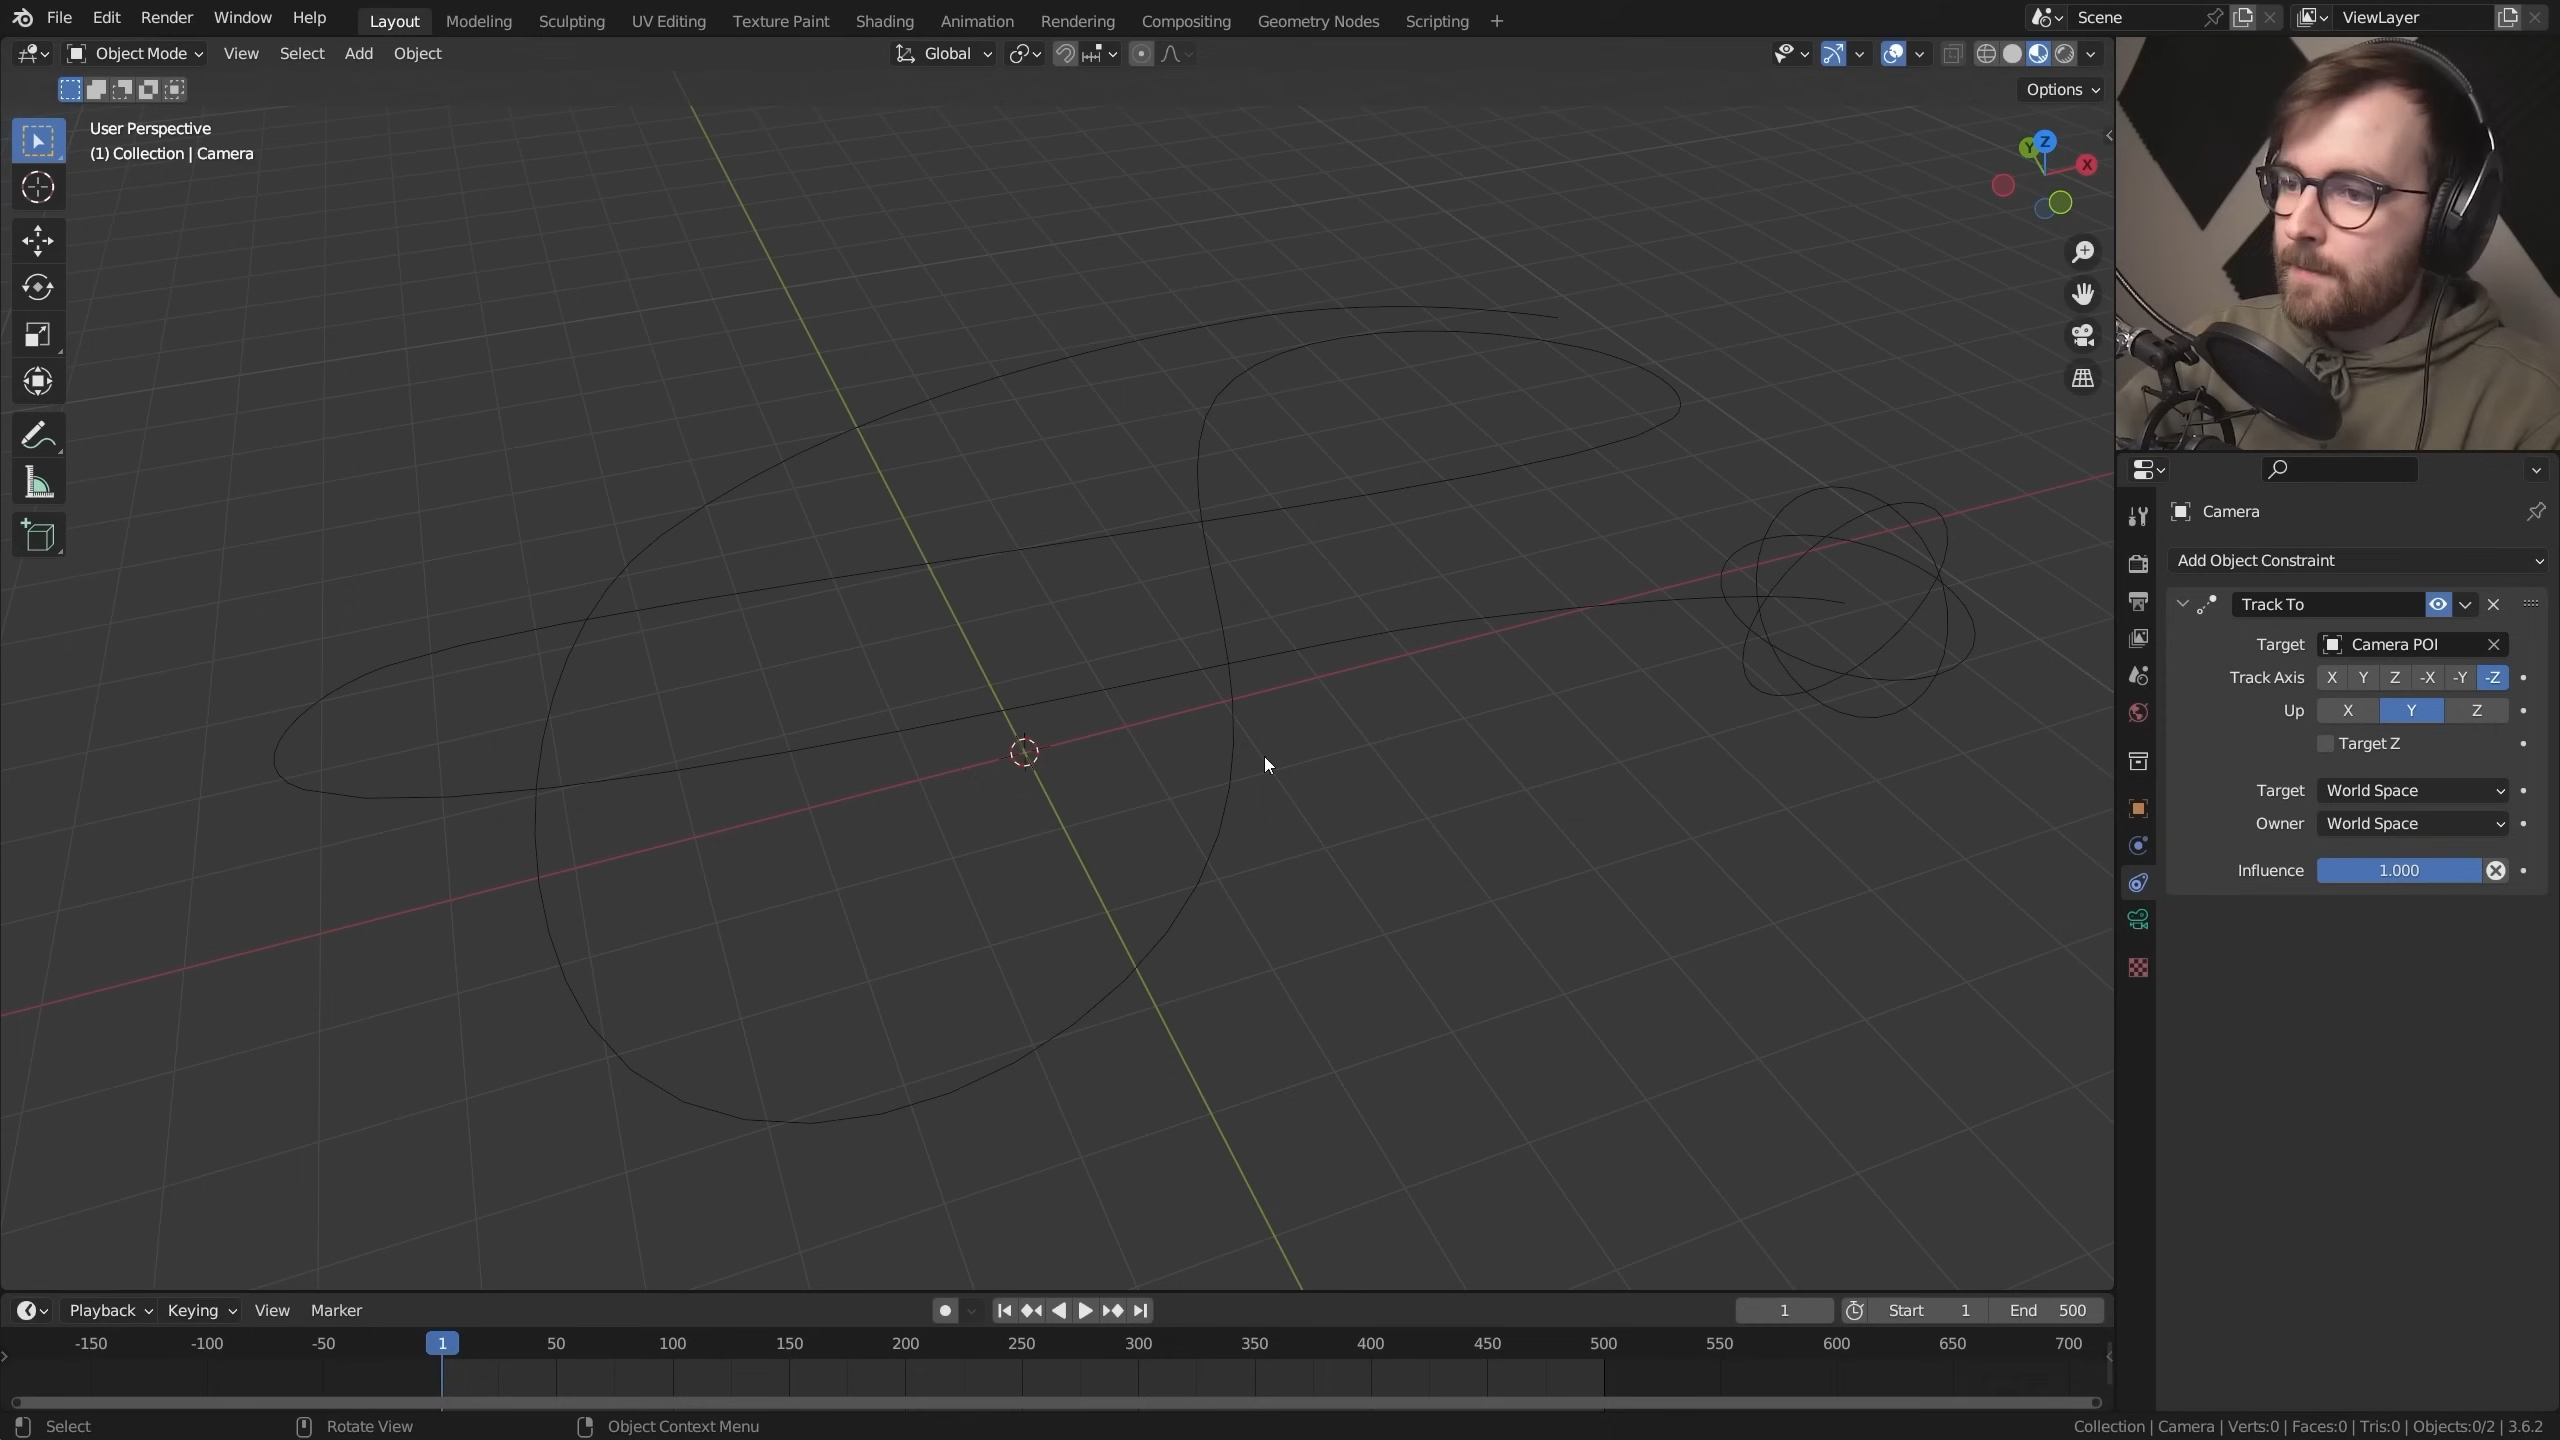 File Edit Render Window Help Layout Modeling Sculpting UV Editing Texture Paint Shading Animation Rendering Compositing Geometry Nodes Scripting + Scene ViewLayer
Object Mode View Select Add Object Global
Options
User Perspective
(1) Collection | Camera
Z
Y
X
Camera
Add Object Constraint
Track To
Target Camera POI
Track Axis X Y Z -X -Y -Z
Up X Y Z
Target Z
Target World Space
Owner World Space
Influence 1.000
Playback Keying View Marker 1 Start 1 End 500
-150 -100 -50 1 50 100 150 200 250 300 350 400 450 500 550 600 650 700
Select Rotate View Object Context Menu Collection | Camera | Verts:0 | Faces:0 | Tris:0 | Objects:0/2 | 3.6.2